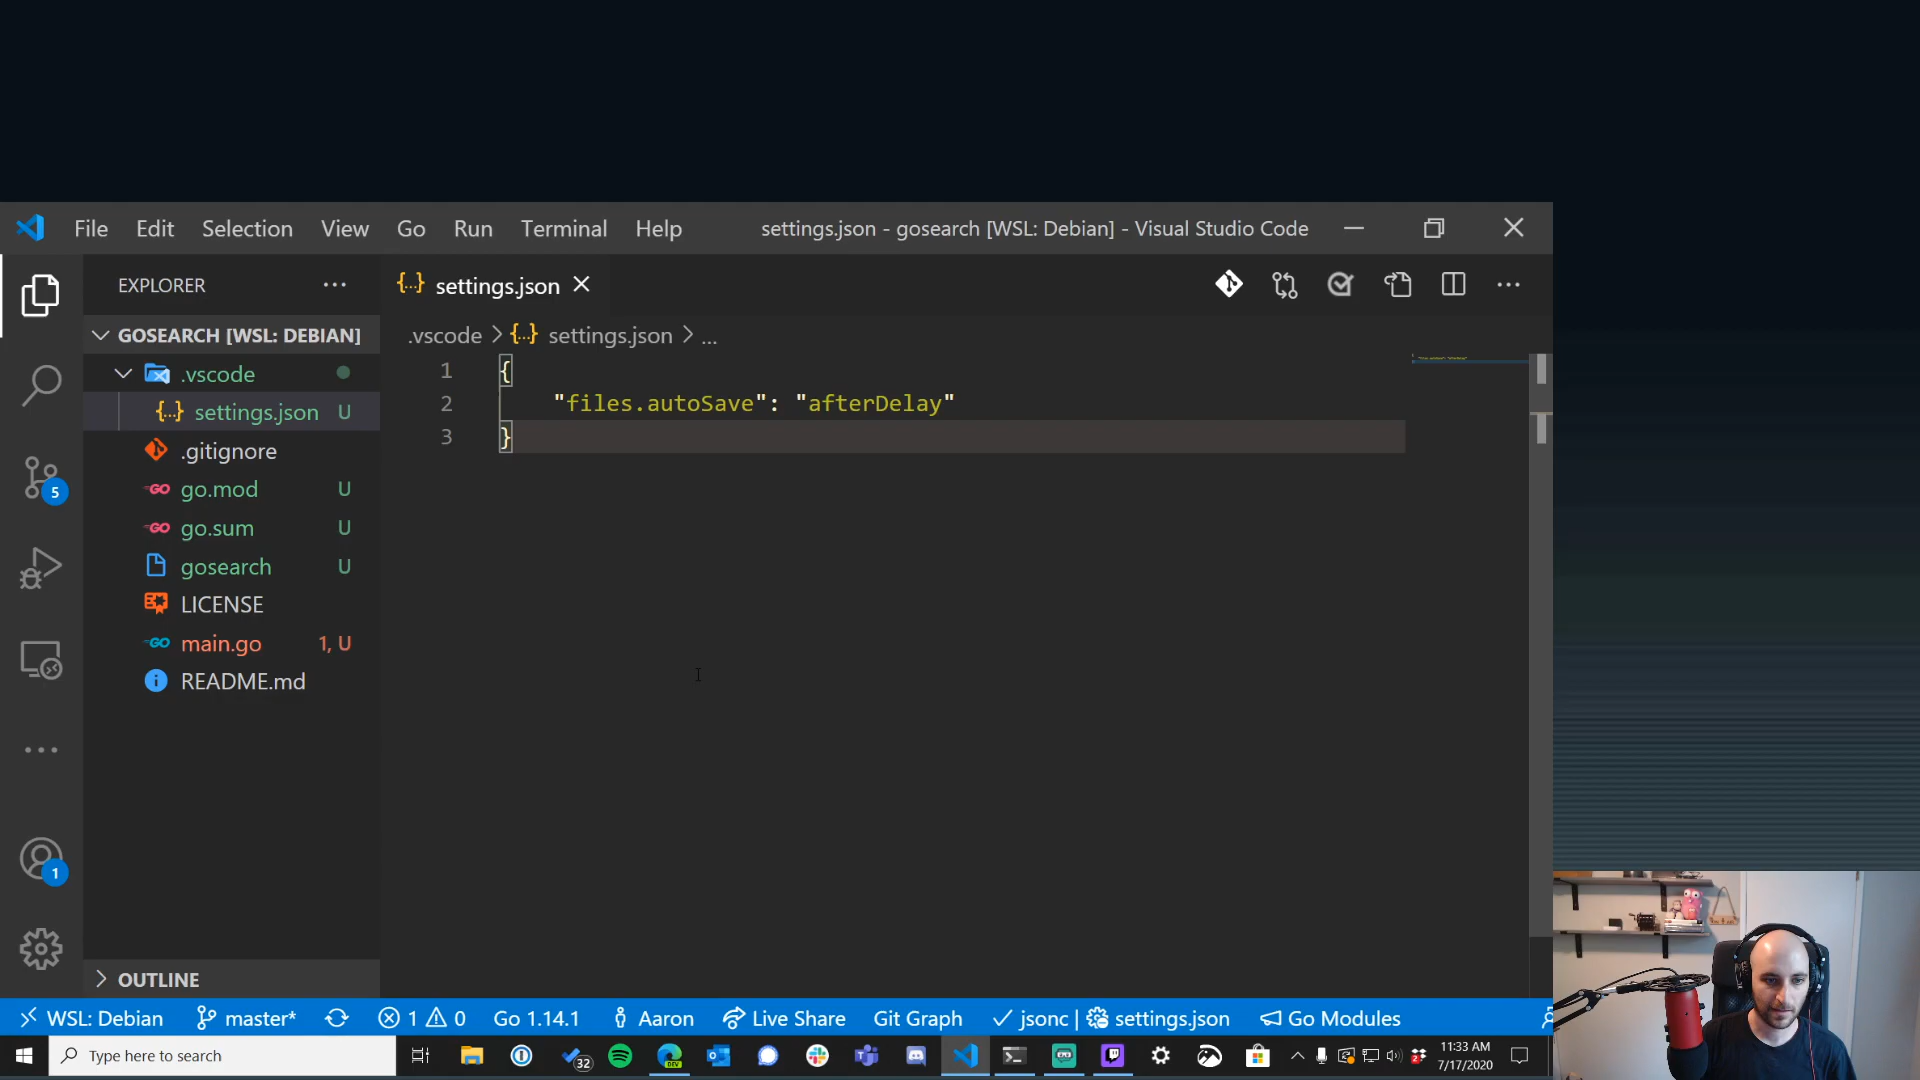 File Edit Selection View Go Run Terminal Help settings.json - gosearch [WSL: Debian] - Visual Studio Code
EXPLORER
settings.json
GOSEARCH [WSL: DEBIAN]
.vscode > settings.json > ...
.vscode
settings.json U
.gitignore
go.mod U
go.sum U
gosearch U
LICENSE
main.go 1, U
README.md
1 {
2 "files.autoSave": "afterDelay"
3 }
5
1
OUTLINE
WSL: Debian master* 1 0 Go 1.14.1 Aaron Live Share Git Graph jsonc | settings.json Go Modules
Type here to search
32
DEV
11:33 AM
7/17/2020